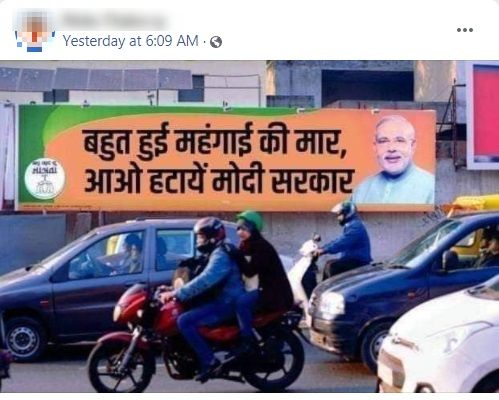 Yesterday at 6:09 AM ·
बहुत हुई महंगाई की मार,
आओ हटायें मोदी सरकार